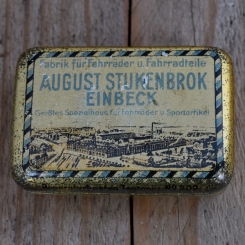 Fabrik für Fahrräder u. Fahrradteile
AUGUST STUKENBROK
EINBECK
Größtes Spezialhaus für Fahrräder u. Sportartikel